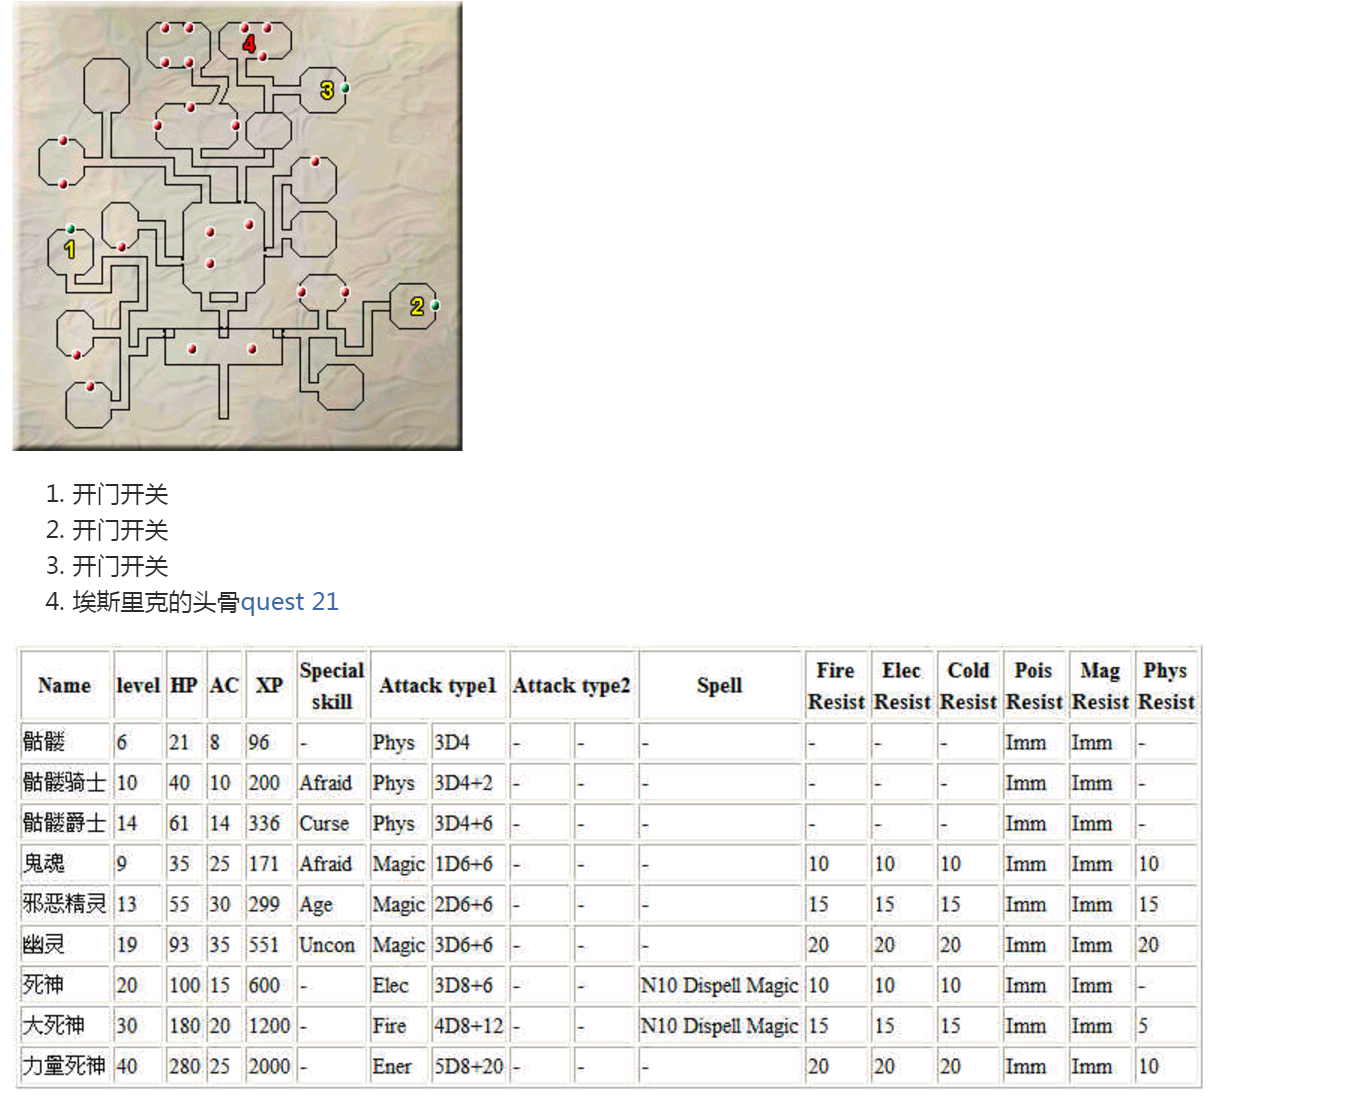 4
3
1
2
1. 开门开关
2. 开门开关
3. 开门开关
4. 埃斯里克的头骨quest 21
Name level HP AC XP Special skill Attack type1 Attack type2 Spell Fire Resist Elec Resist Cold Resist Pois Resist Mag Resist Phys Resist
骷髅 6 21 8 96 - Phys 3D4 - - - - - - Imm Imm -
骷髅骑士 10 40 10 200 Afraid Phys 3D4+2 - - - - - - Imm Imm -
骷髅爵士 14 61 14 336 Curse Phys 3D4+6 - - - - - - Imm Imm -
鬼魂 9 35 25 171 Afraid Magic 1D6+6 - - - 10 10 10 Imm Imm 10
邪恶精灵 13 55 30 299 Age Magic 2D6+6 - - - 15 15 15 Imm Imm 15
幽灵 19 93 35 551 Uncon Magic 3D6+6 - - - 20 20 20 Imm Imm 20
死神 20 100 15 600 - Elec 3D8+6 - - N10 Dispell Magic 10 10 10 Imm Imm -
大死神 30 180 20 1200 - Fire 4D8+12 - - N10 Dispell Magic 15 15 15 Imm Imm 5
力量死神 40 280 25 2000 - Ener 5D8+20 - - - 20 20 20 Imm Imm 10